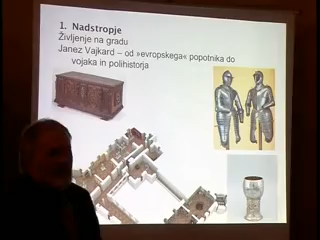 1. Nadstropje
Življenje na gradu
Janez Vajkard – od »evropskega« popotnika do
vojaka in polihistorja